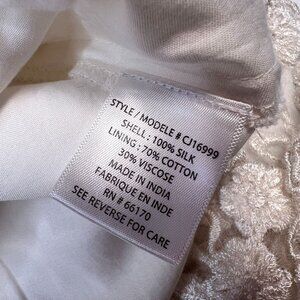 STYLE / MODELE # CJ16999
SHELL : 100% SILK
LINING : 70% COTTON
30% VISCOSE
MADE IN INDIA
FABRIQUE EN INDE
RN # 66170
SEE REVERSE FOR CARE